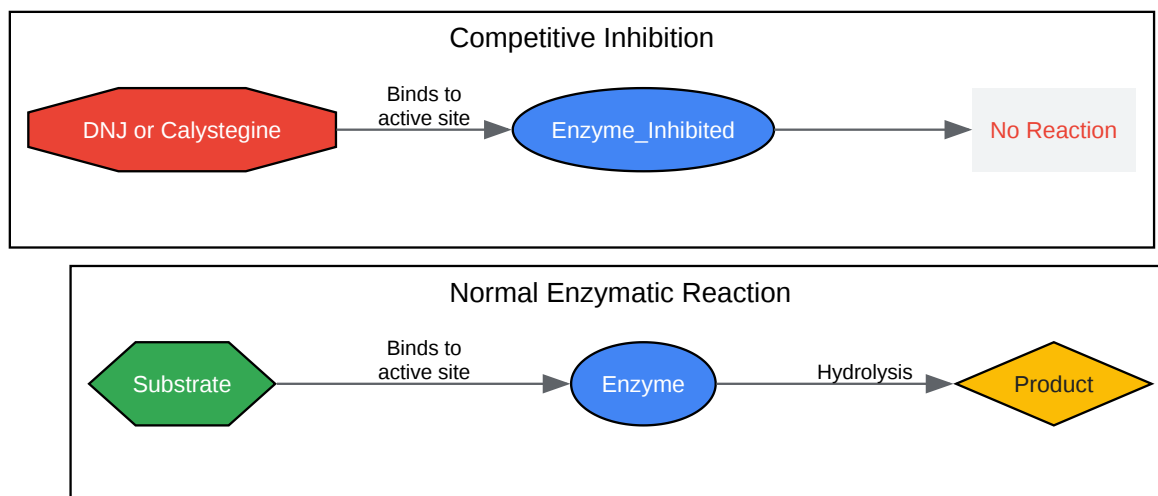 Competitive Inhibition
Binds to
active site
DNJ or Calystegine
Enzyme_Inhibited
No Reaction
Normal Enzymatic Reaction
Binds to
active site
Substrate
Enzyme
Hydrolysis
Product